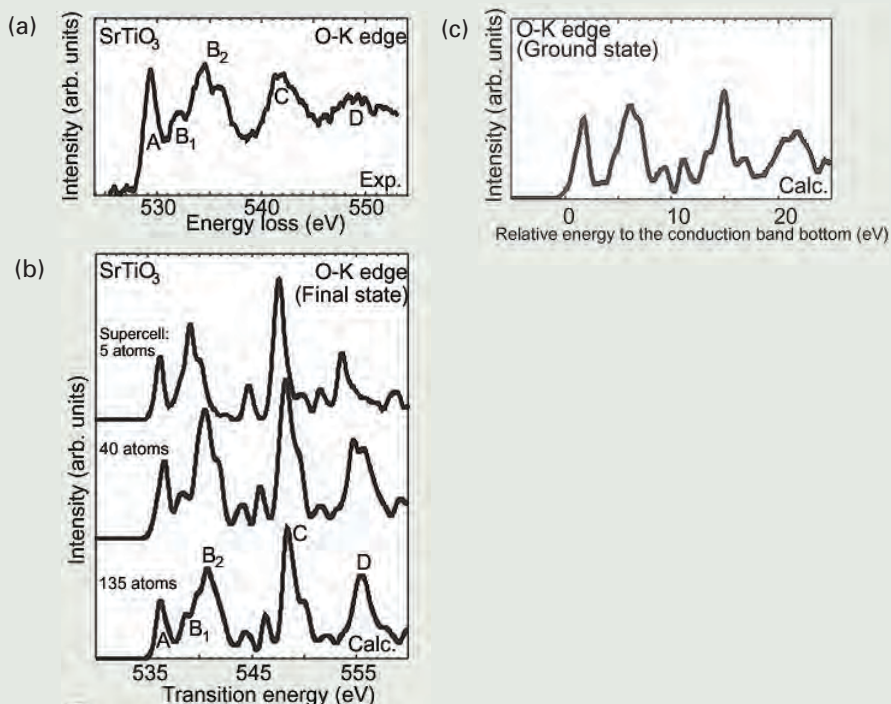 (a)
SrTiO3
O-K edge
B2
A
B1
C
D
Exp.
Intensity (arb. units)
530 540 550
Energy loss (eV)
(c)
O-K edge
(Ground state)
Calc.
Intensity (arb. units)
0 10 20
Relative energy to the conduction band bottom (eV)
(b)
SrTiO3
O-K edge
(Final state)
Supercell:
5 atoms
40 atoms
135 atoms
A
B1
B2
C
D
Calc.
Intensity (arb. units)
535 545 555
Transition energy (eV)